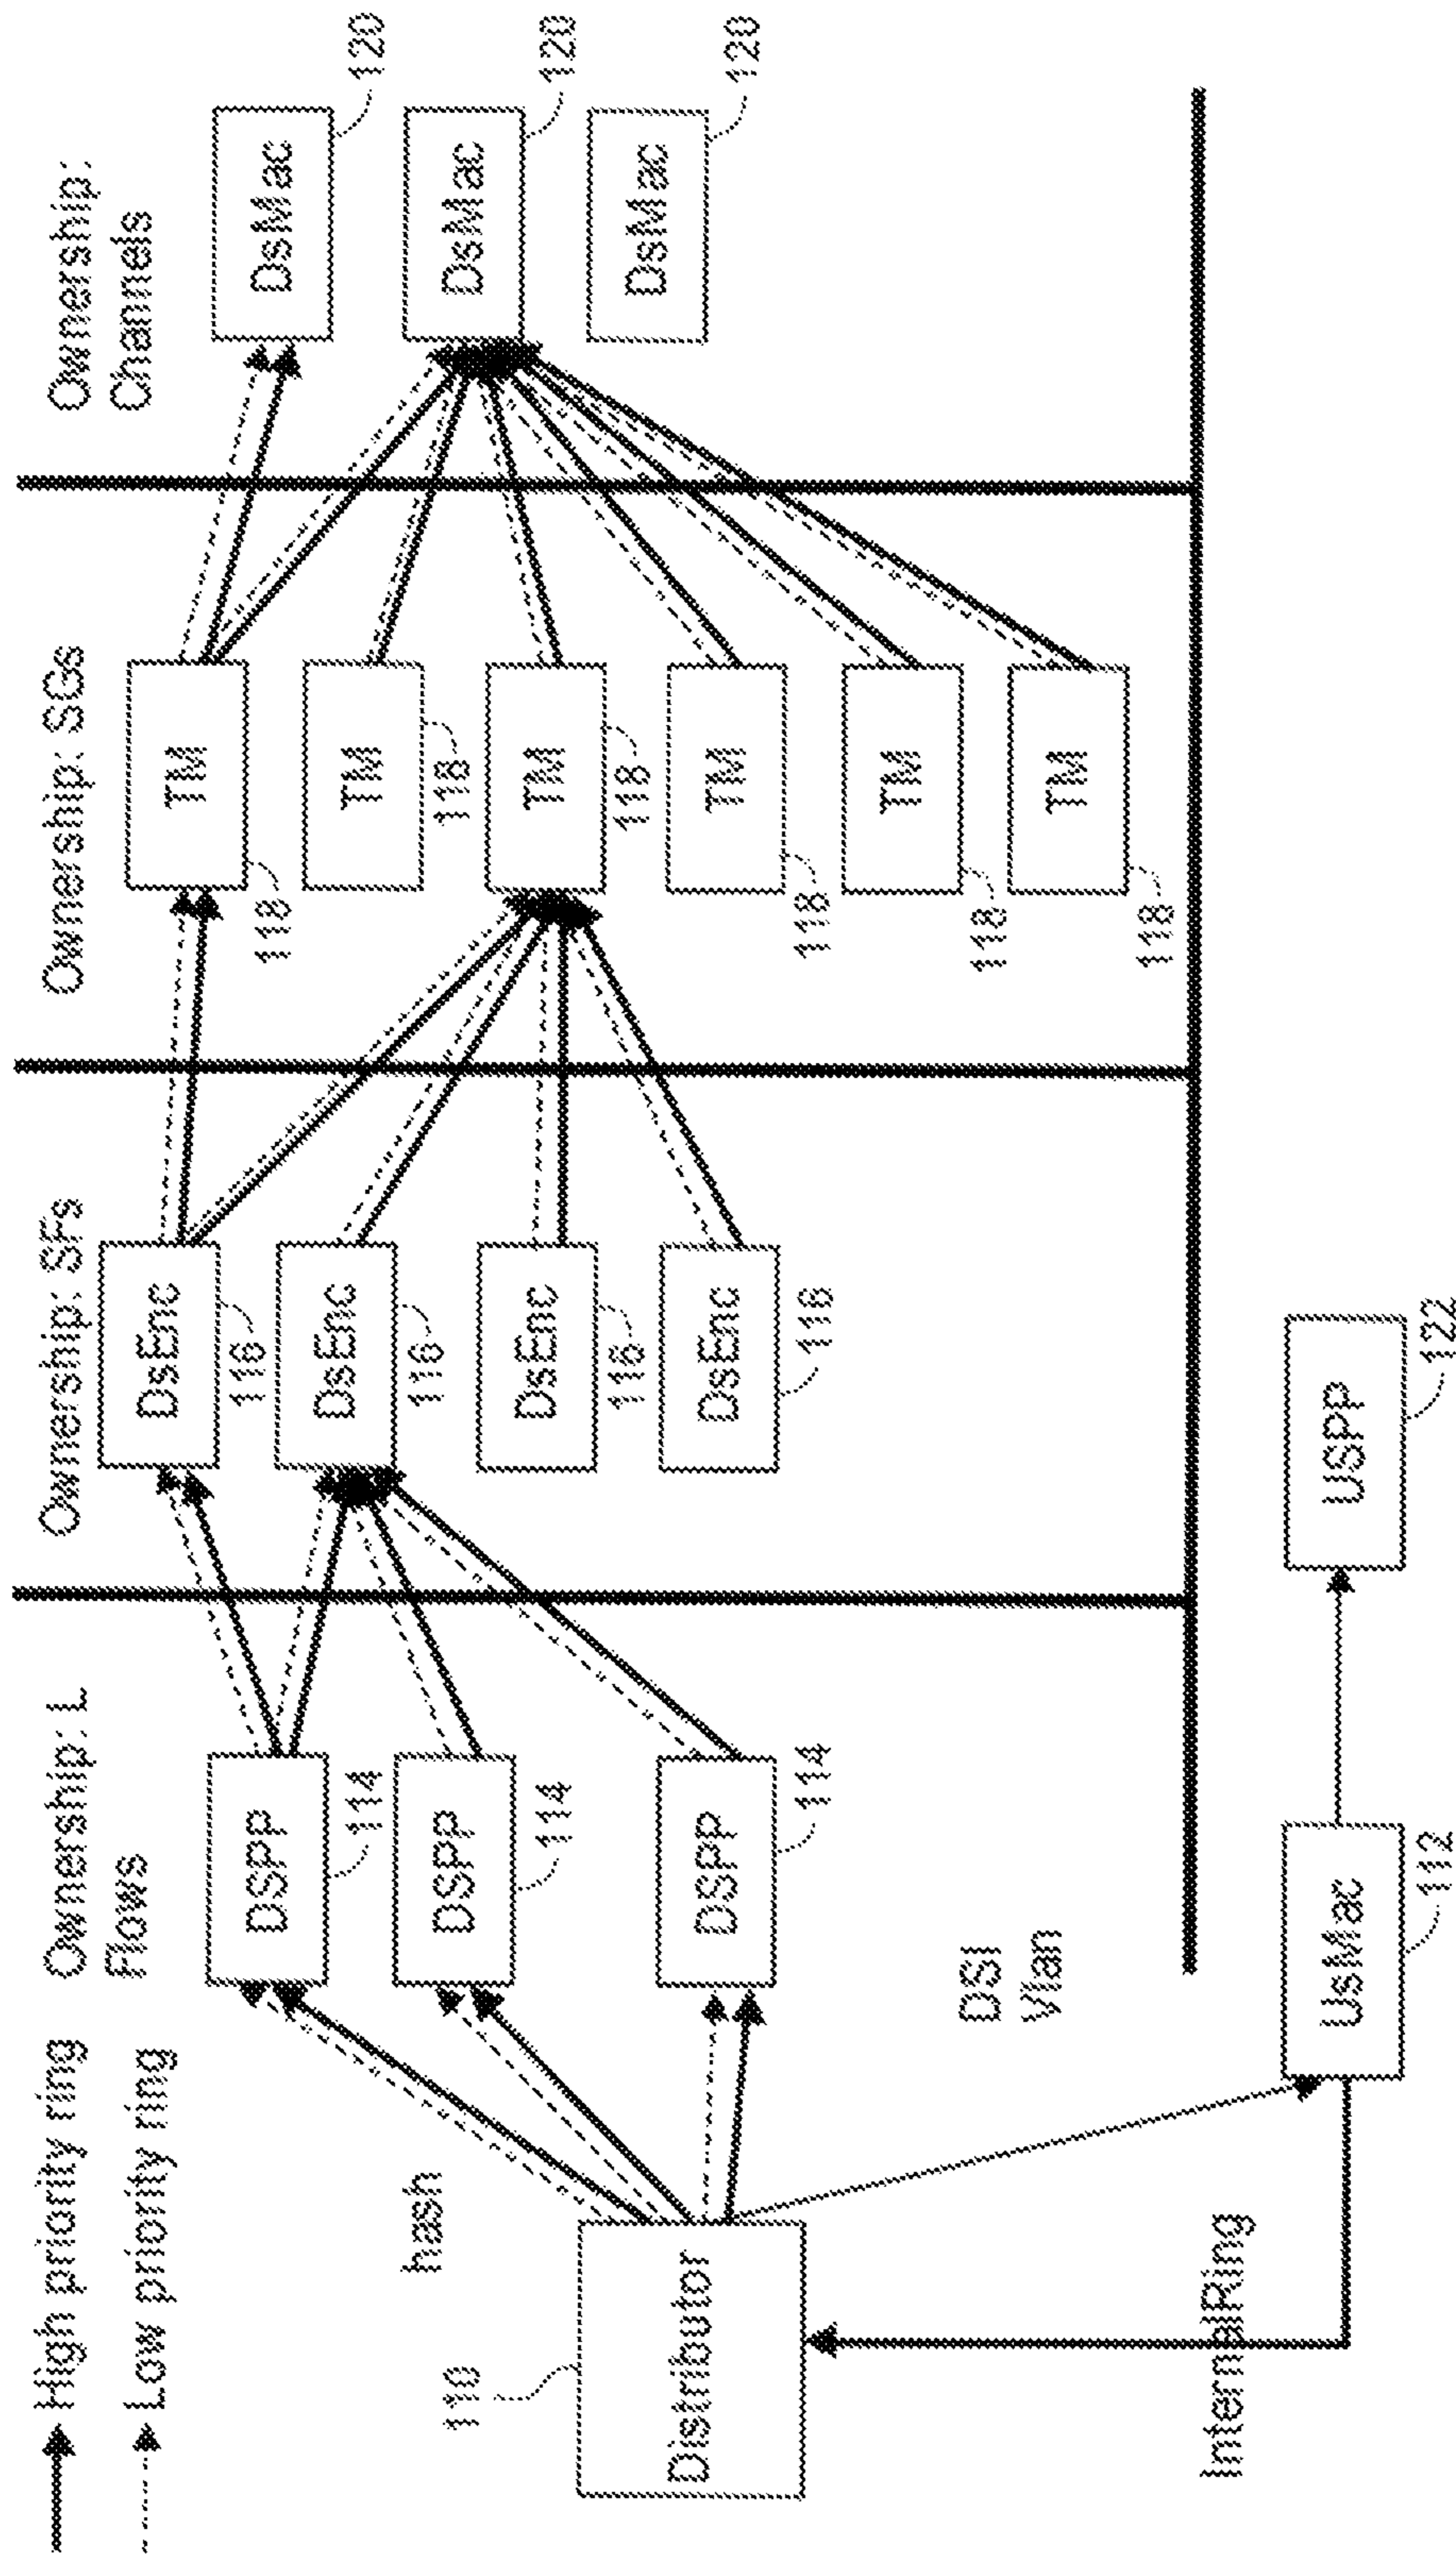 High priority ring
Low priority ring
Ownership: L
Flows
Ownership: SFs
Ownership: SGs
Ownership:
Channels
hash
110
Distributor
DSPP
114
DSPP
114
DSPP
114
DsEnc
116
DsEnc
116
DsEnc
116
DsEnc
116
TM
118
TM
118
TM
118
TM
118
TM
118
TM
118
DsMac
120
DsMac
120
DsMac
120
DSI
Vlan
InternalRing
UsMac
112
USPP
122